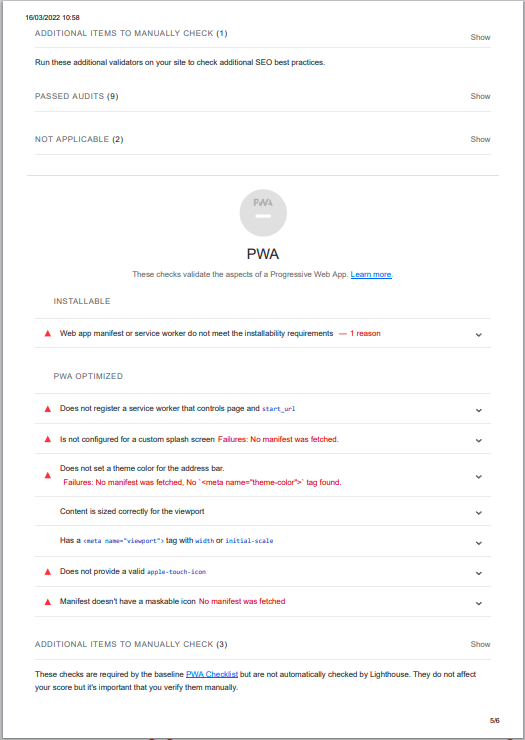 16/03/2022 10:58
ADDITIONAL ITEMS TO MANUALLY CHECK (1) Show
Run these additional validators on your site to check additional SEO best practices.
PASSED AUDITS (9) Show
NOT APPLICABLE (2) Show
PWA
PWA
These checks validate the aspects of a Progressive Web App. Learn more.
INSTALLABLE
Web app manifest or service worker do not meet the installability requirements — 1 reason
PWA OPTIMIZED
Does not register a service worker that controls page and start_url
Is not configured for a custom splash screen Failures: No manifest was fetched.
Does not set a theme color for the address bar.
Failures: No manifest was fetched, No `<meta name="theme-color">` tag found.
Content is sized correctly for the viewport
Has a <meta name="viewport"> tag with width or initial-scale
Does not provide a valid apple-touch-icon
Manifest doesn't have a maskable icon No manifest was fetched
ADDITIONAL ITEMS TO MANUALLY CHECK (3) Show
These checks are required by the baseline PWA Checklist but are not automatically checked by Lighthouse. They do not affect
your score but it's important that you verify them manually.
5/6